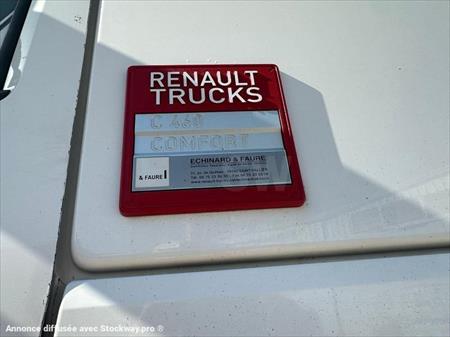 RENAULT
TRUCKS
C 460
COMFORT
ECHINARD & FAURE
& FAURE
Annonce diffusée avec Stockway.pro ®